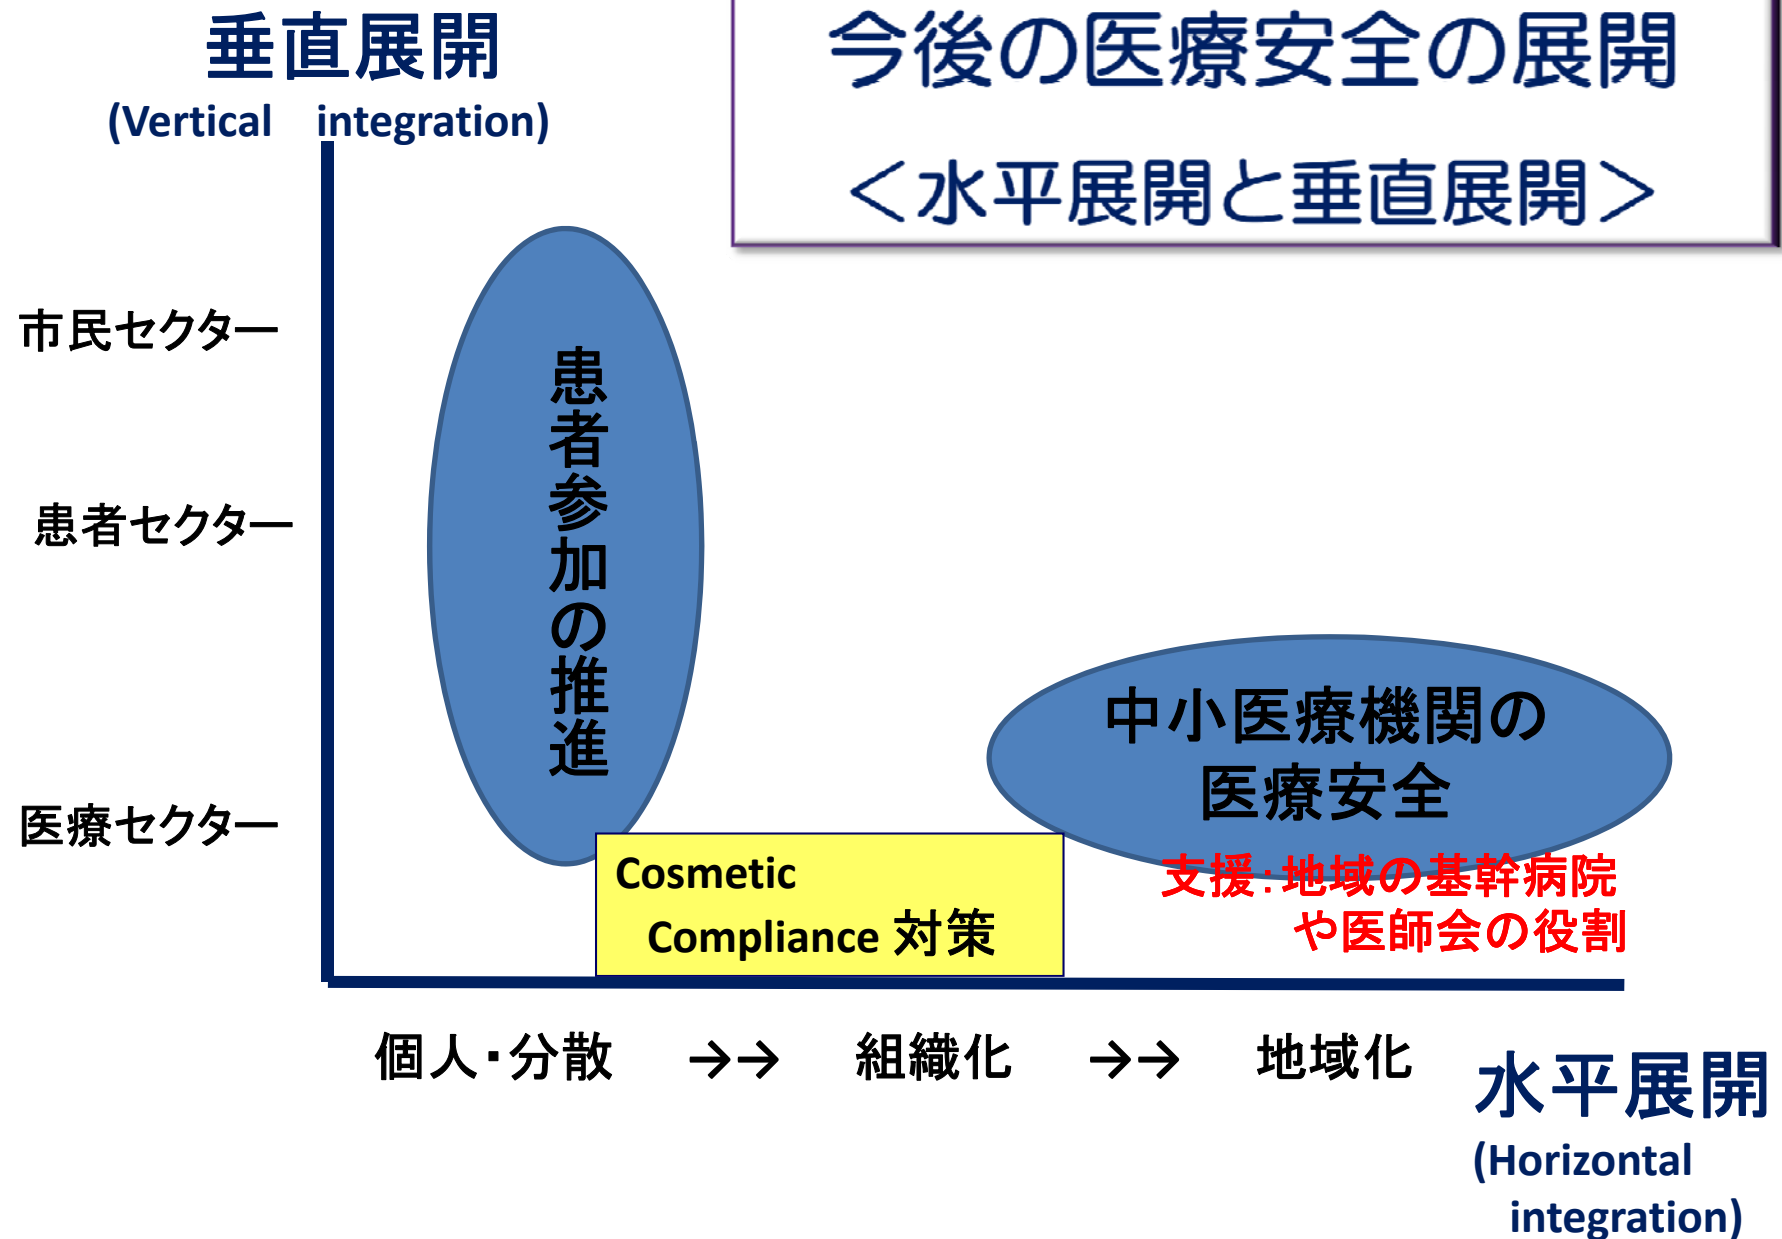 垂直展開
(Vertical integration)
今後の医療安全の展開
＜水平展開と垂直展開＞
市民セクター
患者セクター
医療セクター
患者参加の推進
中小医療機関の
医療安全
支援：地域の基幹病院
や医師会の役割
Cosmetic
Compliance 対策
個人・分散 →→ 組織化 →→ 地域化
水平展開
(Horizontal
integration)